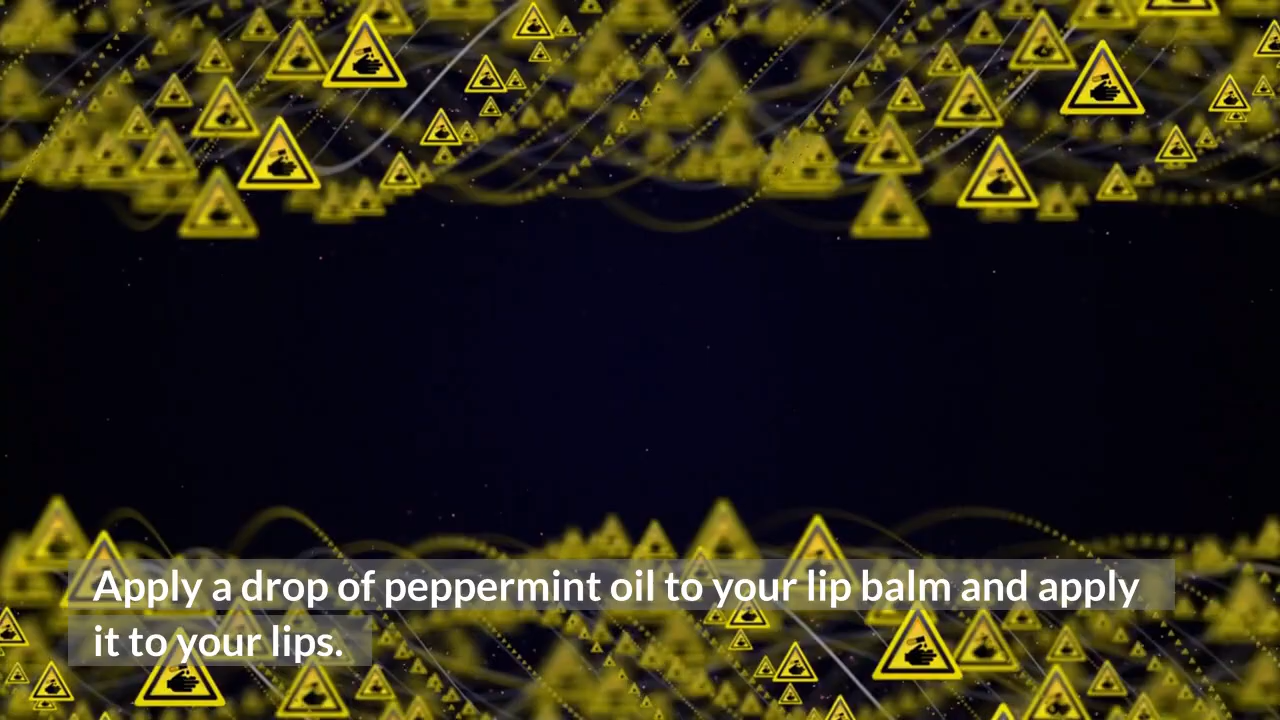 Apply a drop of peppermint oil to your lip balm and apply
it to your lips.